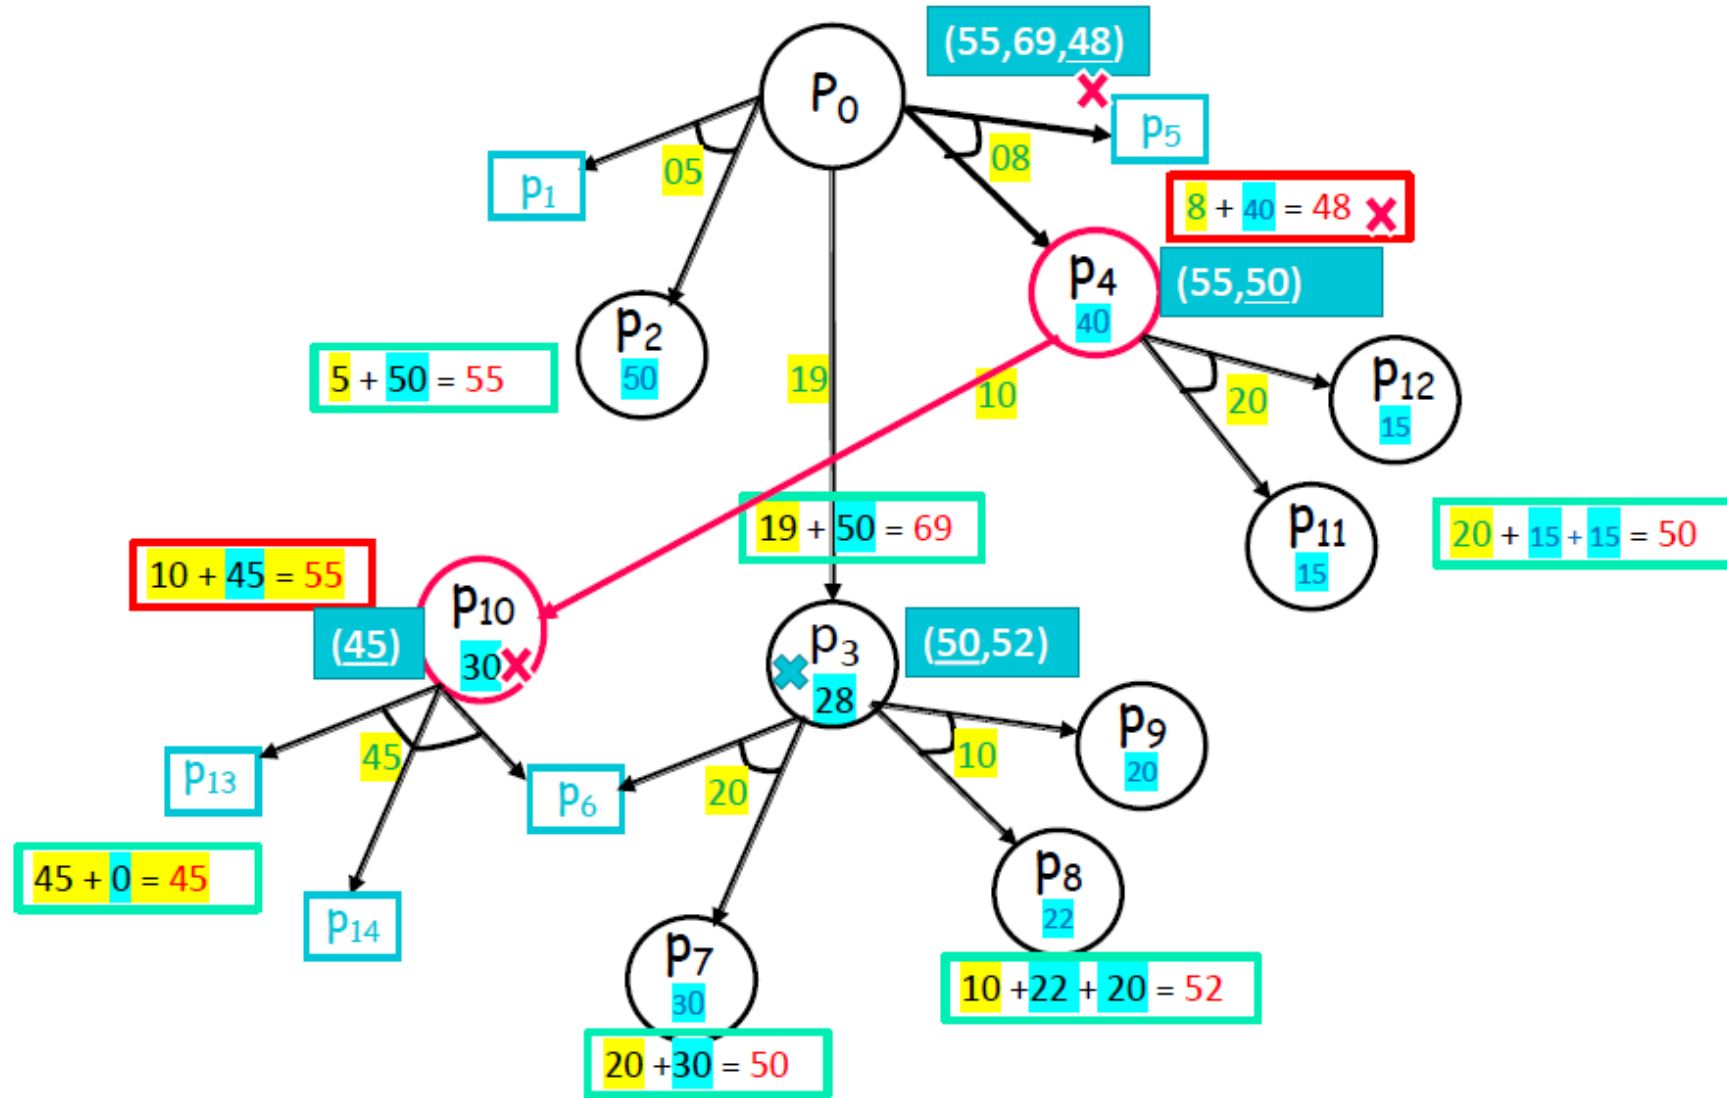 (55,69,48)
P0
p5
05
08
p1
8 + 40 = 48
p4
(55,50)
40
p2
50
5 + 50 = 55
19
10
p12
15
20
19 + 50 = 69
p11
15
20 + 15 + 15 = 50
10 + 45 = 55
p10
(45)
30
p3
(50,52)
28
p13
45
p6
20
10
p9
20
45 + 0 = 45
p14
p8
22
p7
30
10 +22 + 20 = 52
20 +30 = 50